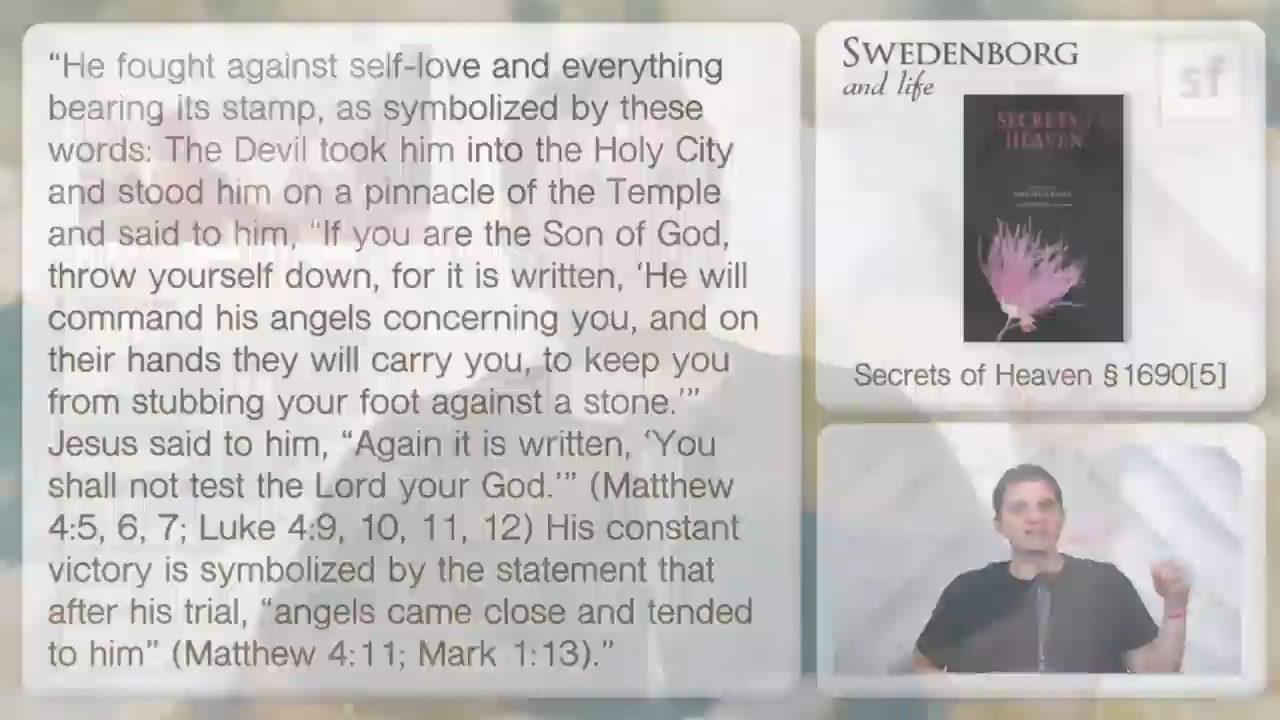 “He fought against self-love and everything
bearing its stamp, as symbolized by these
words: The Devil took him into the Holy City
and stood him on a pinnacle of the Temple
and said to him, “If you are the Son of God,
throw yourself down, for it is written, ‘He will
command his angels concerning you, and on
their hands they will carry you, to keep you
from stubbing your foot against a stone.’”
Jesus said to him, “Again it is written, ‘You
shall not test the Lord your God.’” (Matthew
4:5, 6, 7; Luke 4:9, 10, 11, 12) His constant
victory is symbolized by the statement that
after his trial, “angels came close and tended
to him” (Matthew 4:11; Mark 1:13).”
SWEDENBORG
and life
sf
SECRETS
HEAVEN
Secrets of Heaven §1690[5]